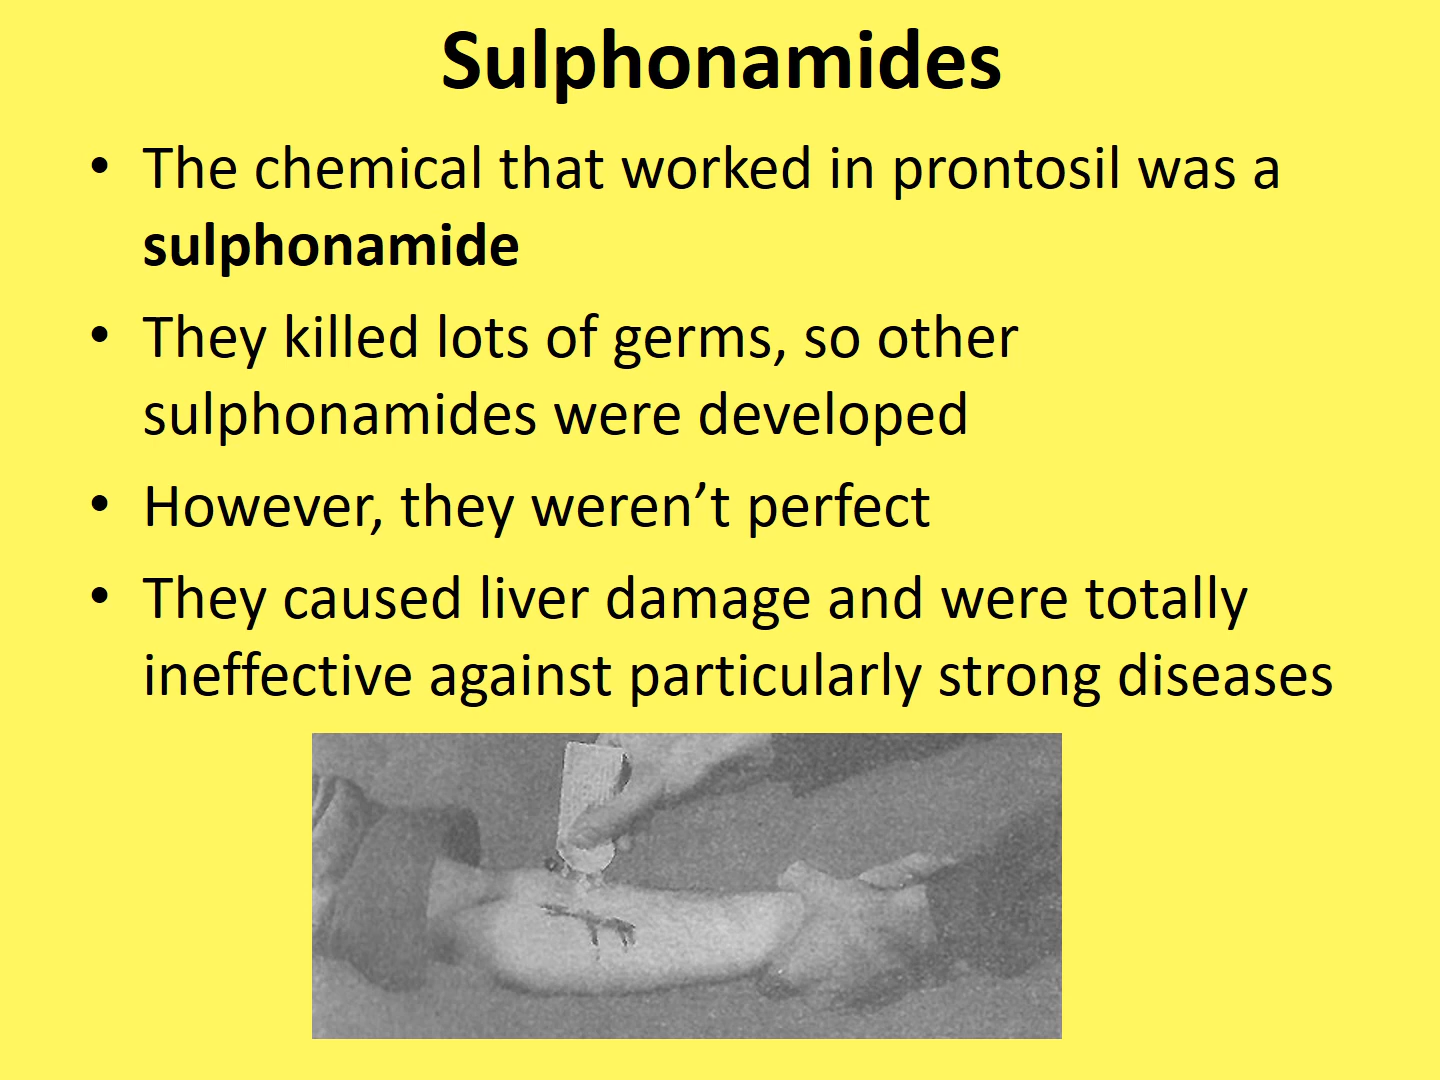 Sulphonamides
• The chemical that worked in prontosil was a
sulphonamide
• They killed lots of germs, so other
sulphonamides were developed
• However, they weren’t perfect
• They caused liver damage and were totally
ineffective against particularly strong diseases